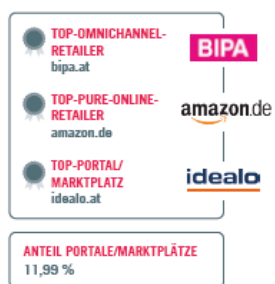 TOP-OMNICHANNEL-
RETAILER
bipa.at
BIPA
TOP-PURE-ONLINE-
RETAILER
amazon.de
amazon.de
TOP-PORTAL/
MARKTPLATZ
idealo.at
idealo
ANTEIL PORTALE/MARKTPLÄTZE
11,99 %